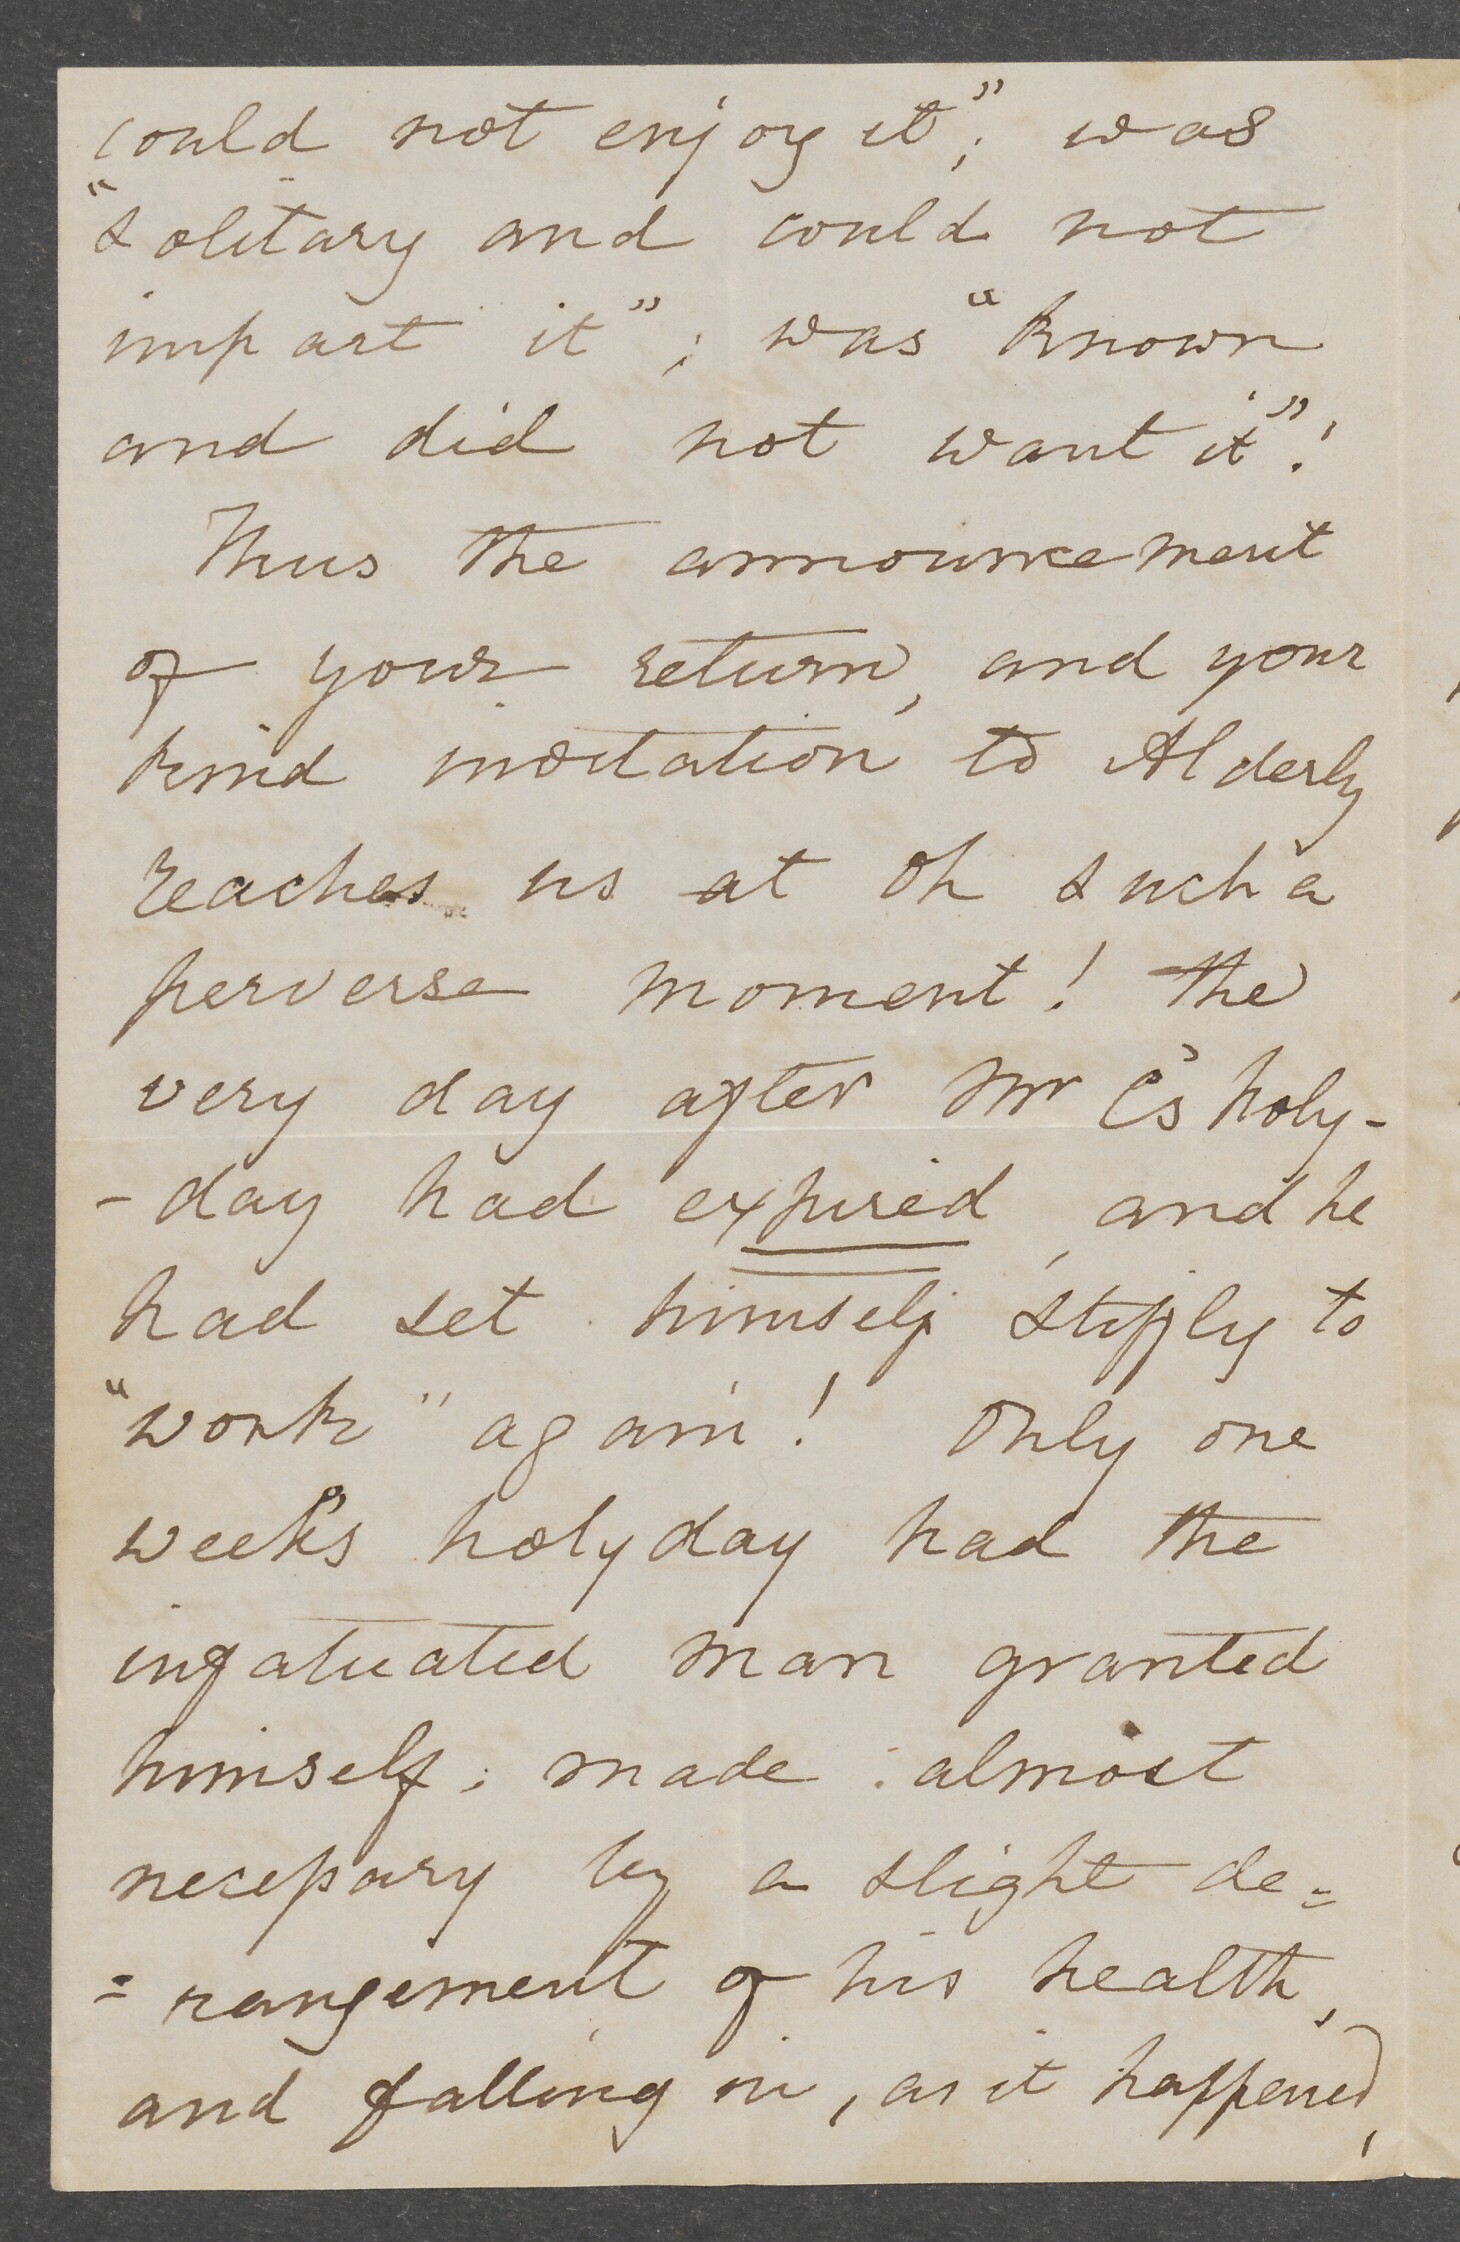 could not enjoy it"; was
"solitary and could not
impart it"; was "known
and did not want it"!
Thus the announcement
of your return, and your
kind invitation to Alderly
reaches us at oh such a
perverse moment! the
very day after Mr C's holy-
-day had expired, and he
had set himself stiffly to
"work" again! Only one
week's holyday had the
infatuated man granted
himself; made almost
necessary by a slight de=
=rangement of his health,
and falling in, as it happened,